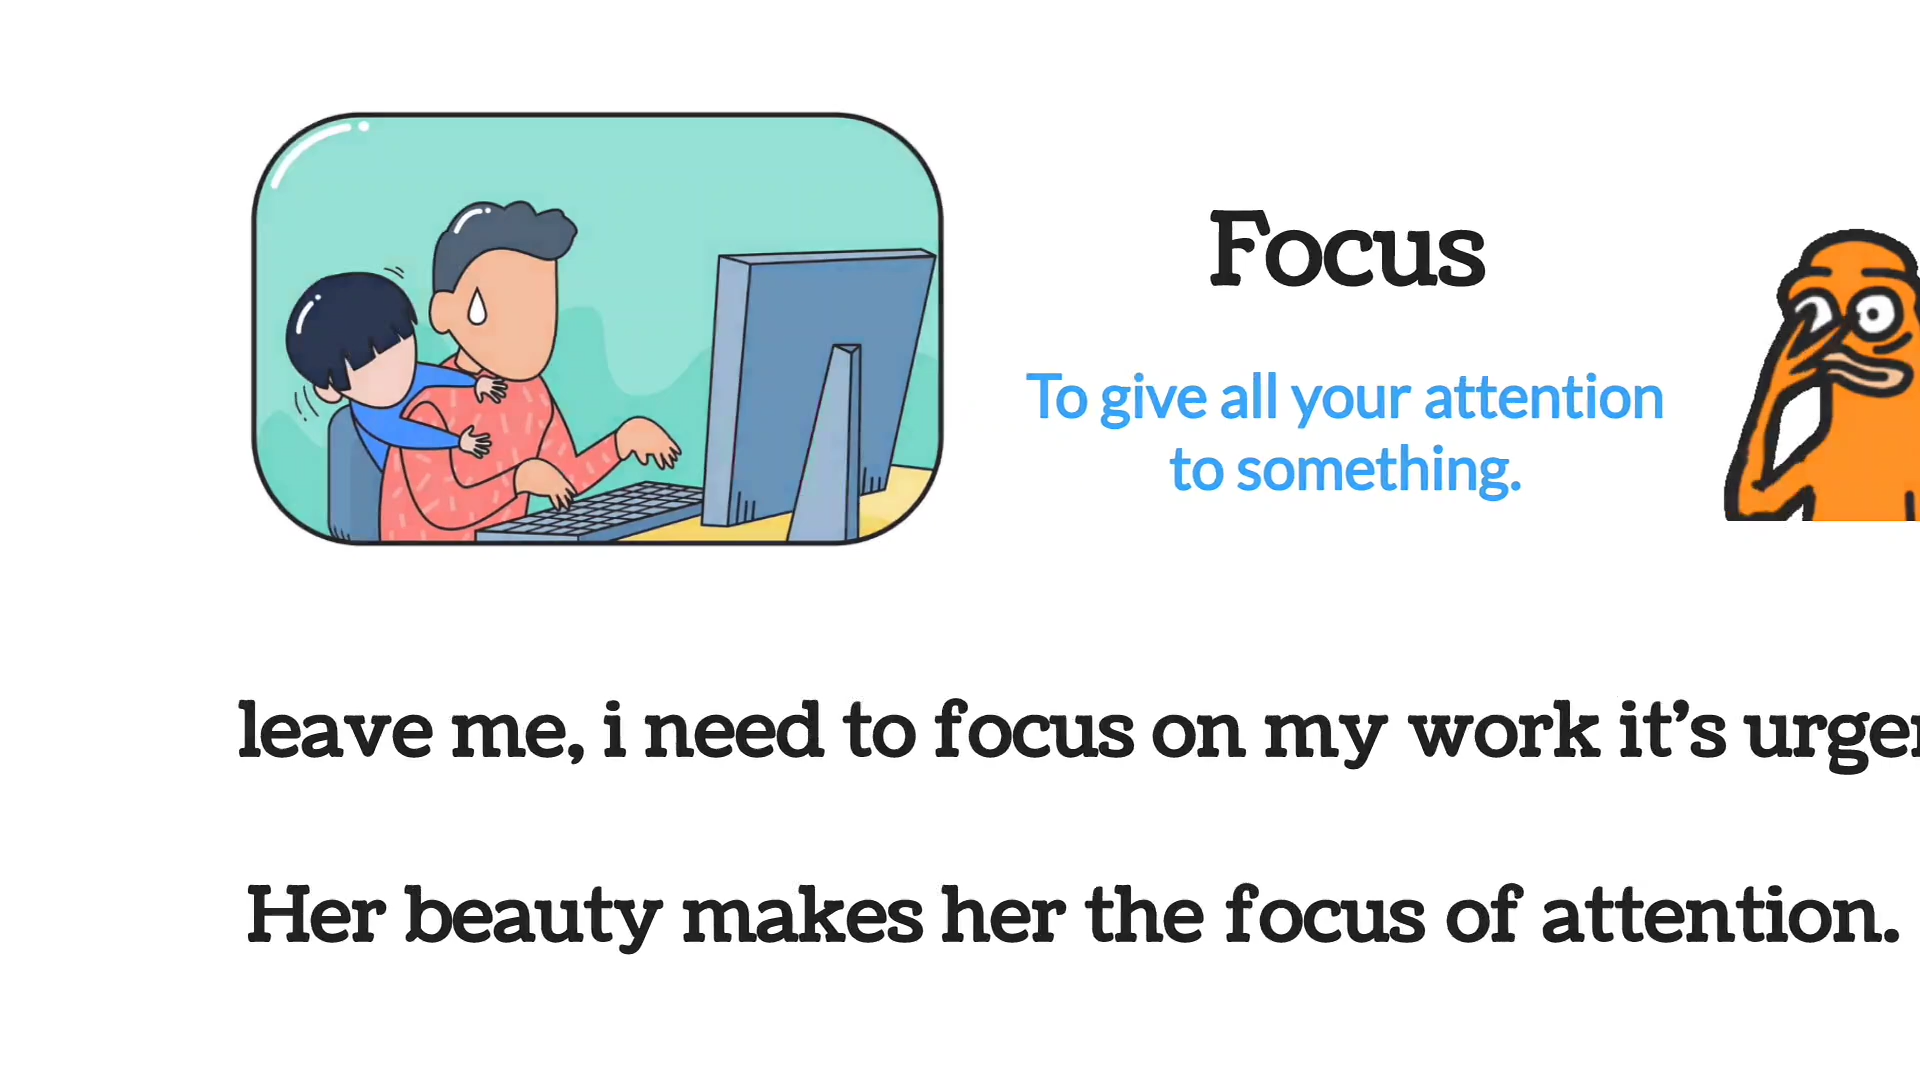 Focus
To give all your attention
to something.
leave me, i need to focus on my work it's
Her beauty makes her the focus of attention.